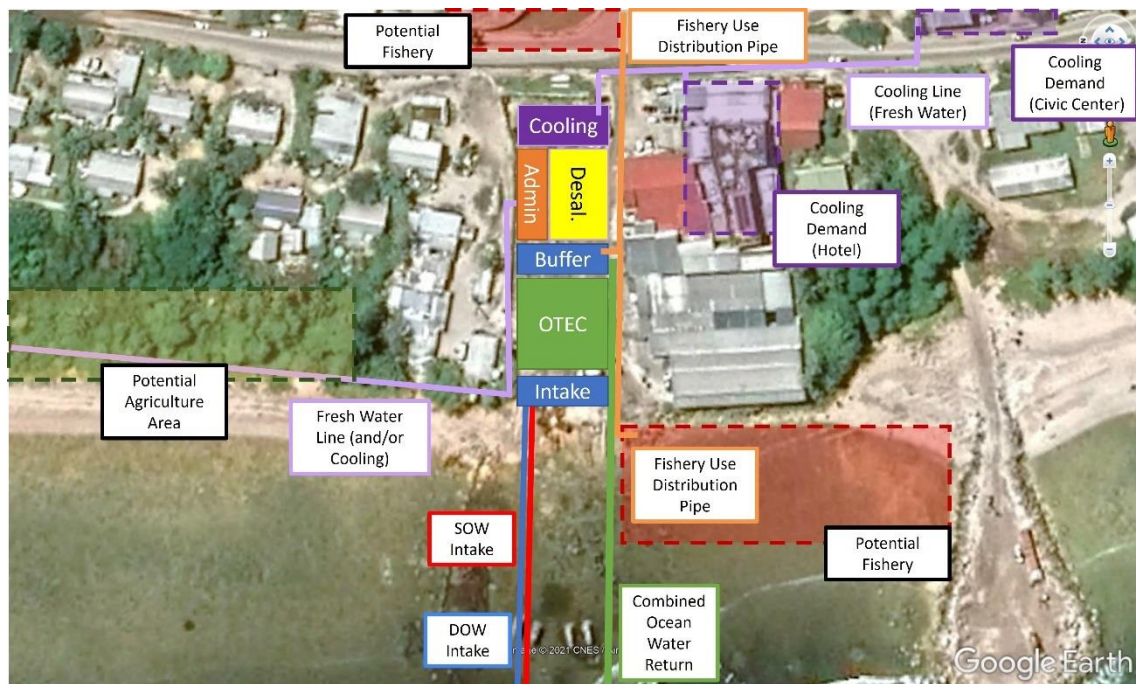 Potential
Fishery
Fishery Use
Distribution Pipe
Cooling Line
(Fresh Water)
Cooling
Demand
(Civic Center)
Cooling
Admin
Desal.
Cooling
Demand
(Hotel)
Buffer
OTEC
Intake
Potential
Agriculture
Area
Fresh Water
Line (and/or
Cooling)
Fishery Use
Distribution
Pipe
SOW
Intake
Potential
Fishery
DOW
Intake
Combined
Ocean
Water
Return
© 2021 CNES /
Google Earth